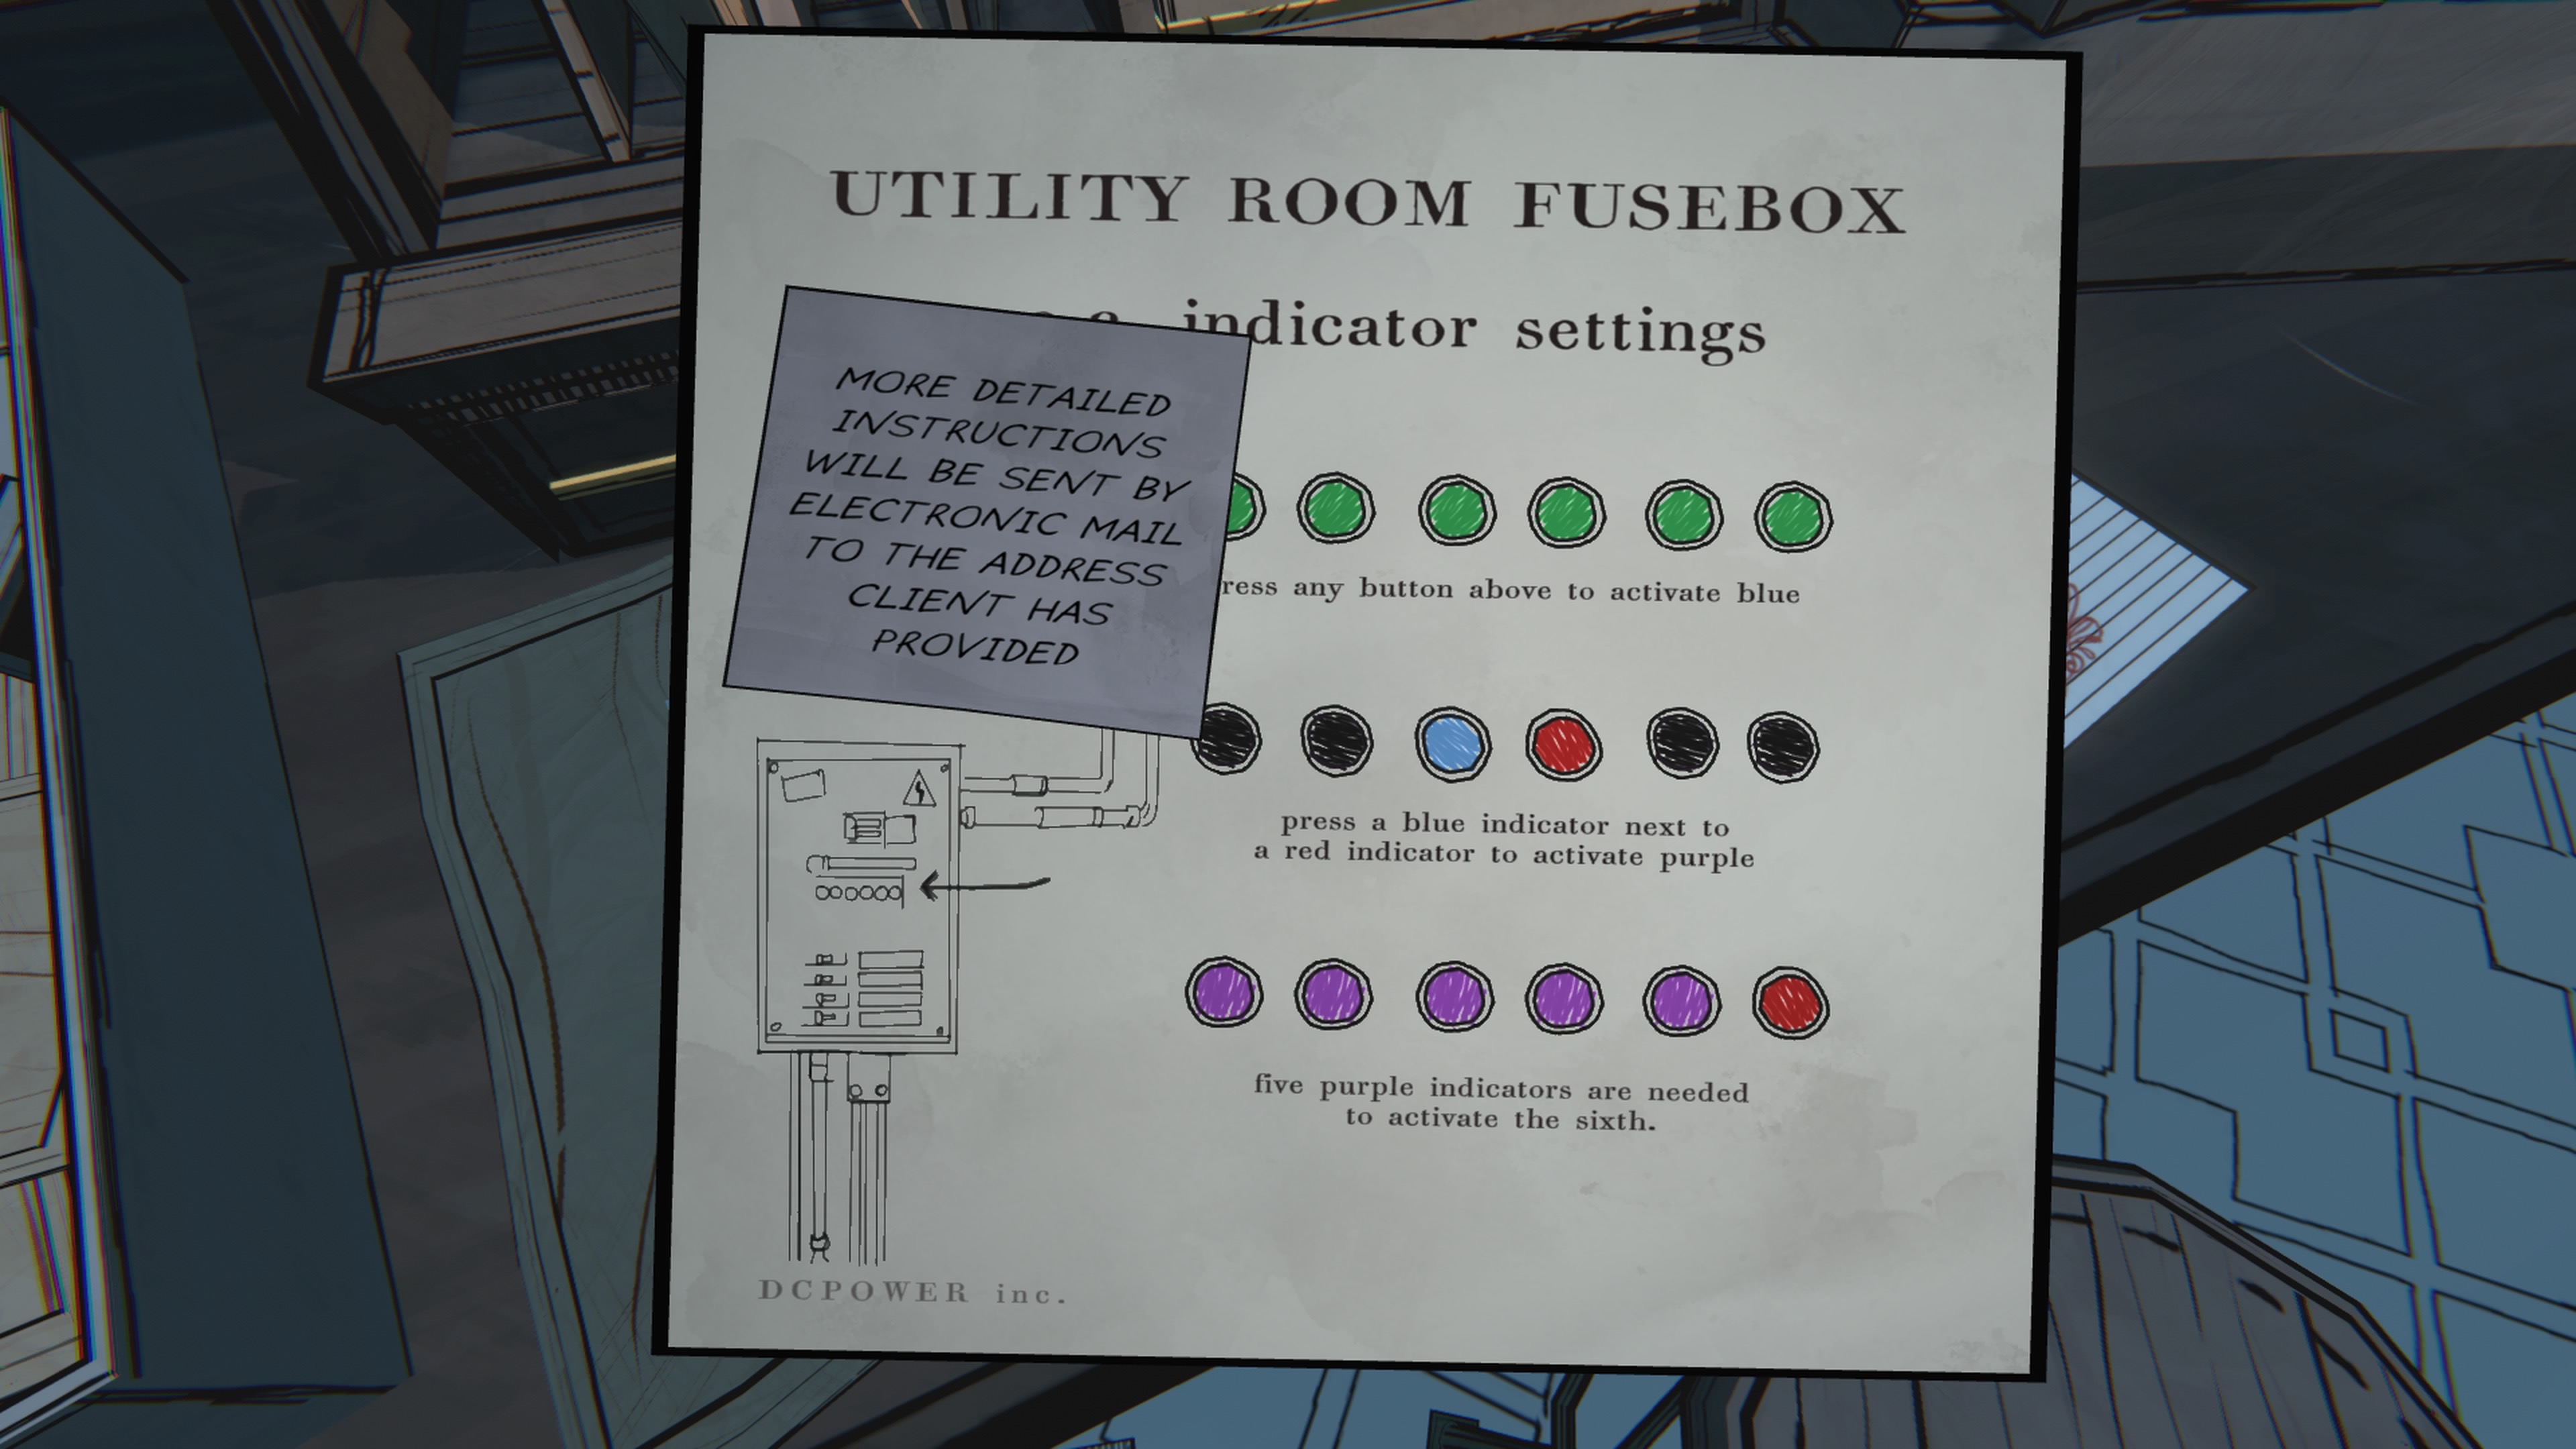 UTILITY ROOM FUSEBOX
indicator settings
MORE DETAILED
INSTRUCTIONS
WILL BE SENT BY
ELECTRONIC MAIL
TO THE ADDRESS
CLIENT HAS
PROVIDED
ress any button above to activate blue
press a blue indicator next to
a red indicator to activate purple
five purple indicators are needed
to activate the sixth.
DCPOWER inc.